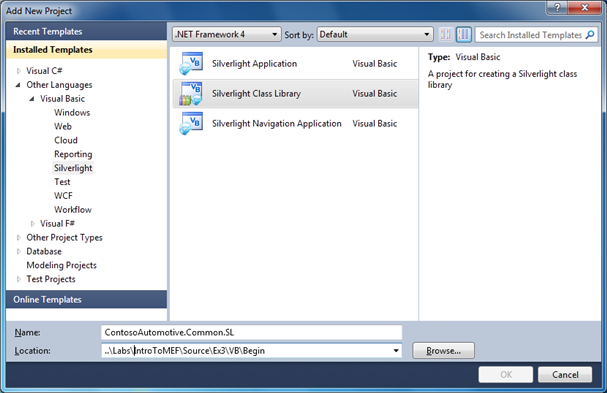 Add New Project
Recent Templates
Installed Templates
Visual C#
Other Languages
Visual Basic
Windows
Web
Cloud
Reporting
Silverlight
Test
WCF
Workflow
Visual F#
Other Project Types
Database
Modeling Projects
Test Projects
Online Templates
.NET Framework 4 Sort by: Default Search Installed Templates
VB Silverlight Application Visual Basic
VB Silverlight Class Library Visual Basic
VB Silverlight Navigation Application Visual Basic
Type: Visual Basic
A project for creating a Silverlight class
library
Name: ContosoAutomotive.Common.SL
Location: ..\Labs\IntroToMEF\Source\Ex3\VB\Begin Browse...
OK Cancel